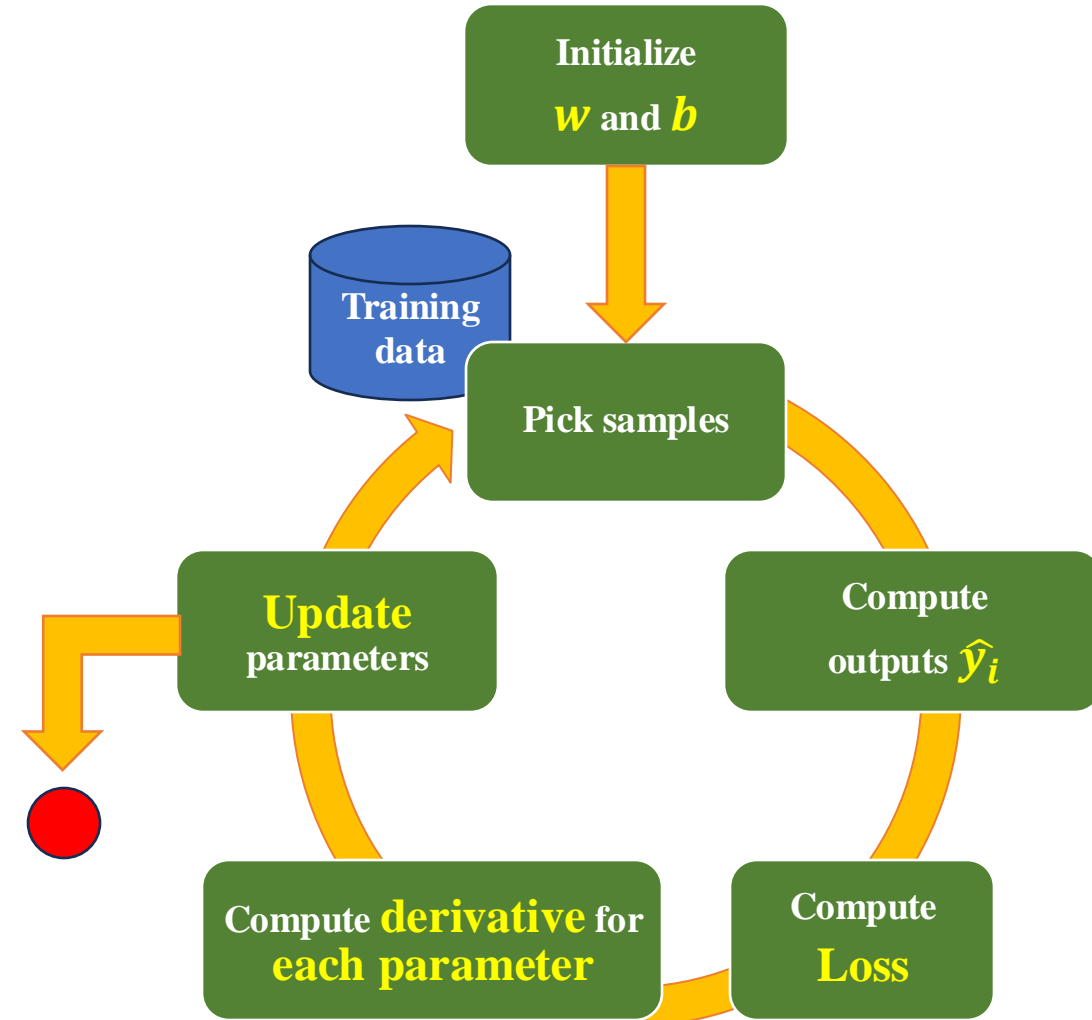 Initialize
w and b
Training
data
Pick samples
Update
parameters
Compute
outputs ŷᵢ
Compute derivative for
each parameter
Compute
Loss